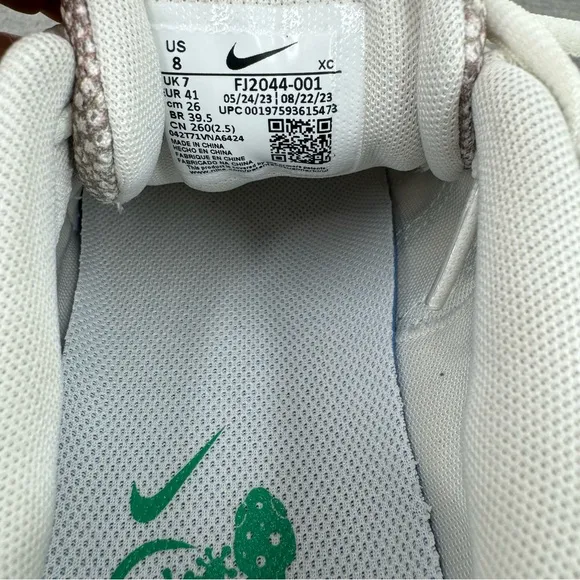 US
8
XC
UK 7
EUR 41
cm 26
BR 39.5
CN 260(2.5)
042T71VNA6424
FJ2044-001
05/24/23 | 08/22/23
UPC 00197593615473
MADE IN CHINA
HECHO EN CHINA
FABRIQUE EN CHINE
FABRICADO NA CHINA